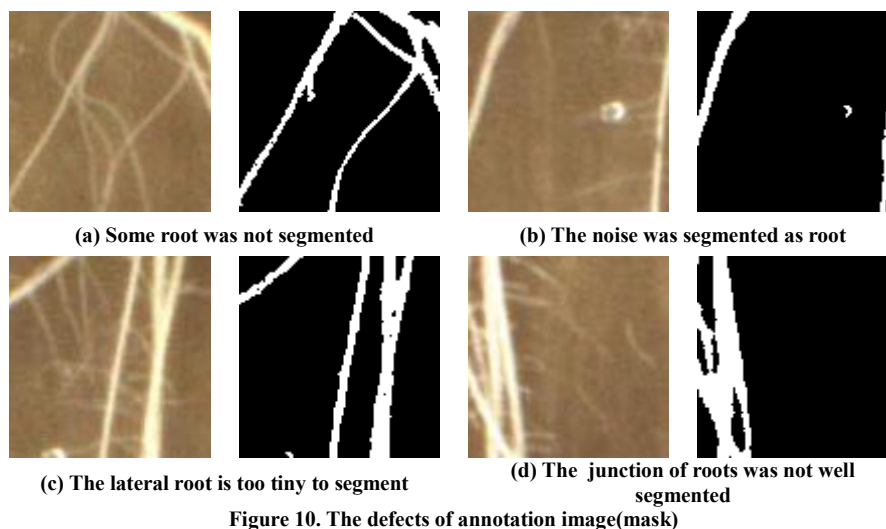 (a) Some root was not segmented
(b) The noise was segmented as root
(c) The lateral root is too tiny to segment
(d) The junction of roots was not well
segmented
Figure 10. The defects of annotation image(mask)